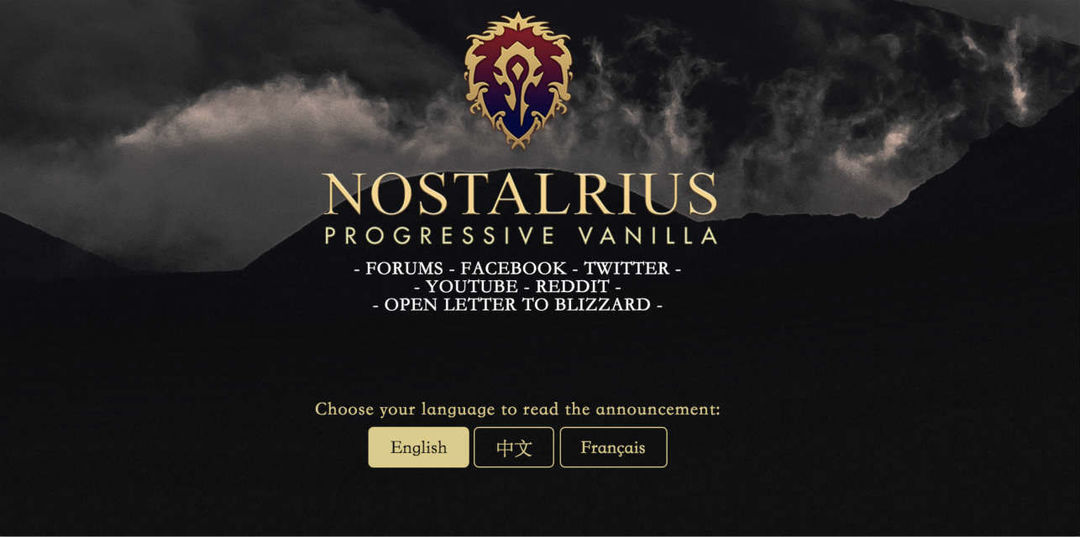 NOSTALRIUS
PROGRESSIVE VANILLA
- FORUMS - FACEBOOK - TWITTER -
- YOUTUBE - REDDIT -
- OPEN LETTER TO BLIZZARD -
Choose your language to read the announcement:
English 中文 Français